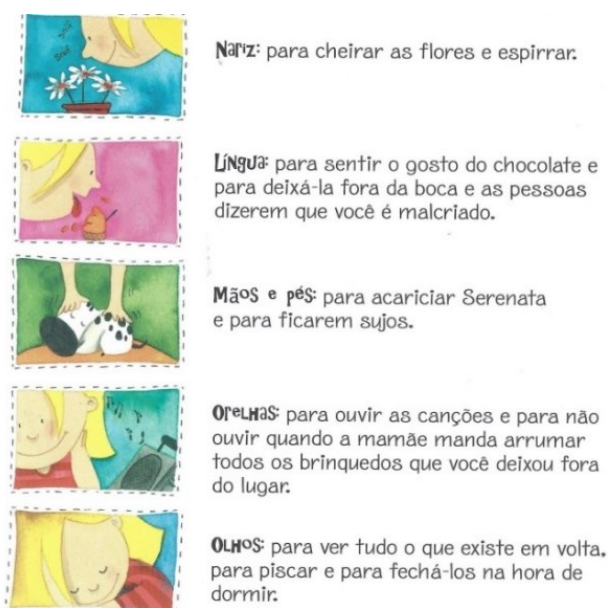 snif
snif
Nariz: para cheirar as flores e espirrar.
Língua: para sentir o gosto do chocolate e
para deixá-la fora da boca e as pessoas
dizerem que você é malcriado.
Mãos e pés: para acariciar Serenata
e para ficarem sujos.
Orelhas: para ouvir as canções e para não
ouvir quando a mamãe manda arrumar
todos os brinquedos que você deixou fora
do lugar.
Olhos: para ver tudo o que existe em volta,
para piscar e para fechá-los na hora de
dormir.